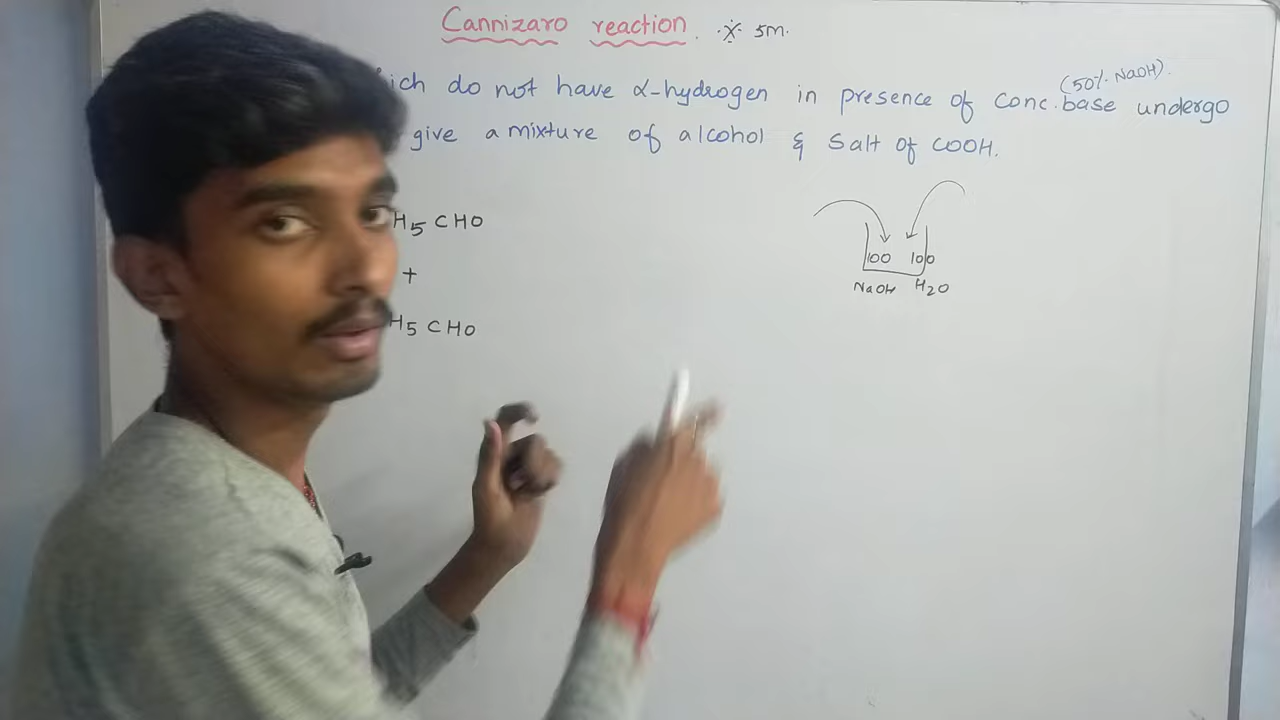 Cannizaro reaction. ·X· 5m.
(50% NaOH).
do not have α-hydrogen in presence of conc. base undergo
give a mixture of alcohol & Salt of COOH.
H5 CHO
+
H5 CHO
100 100
NaOH H2O